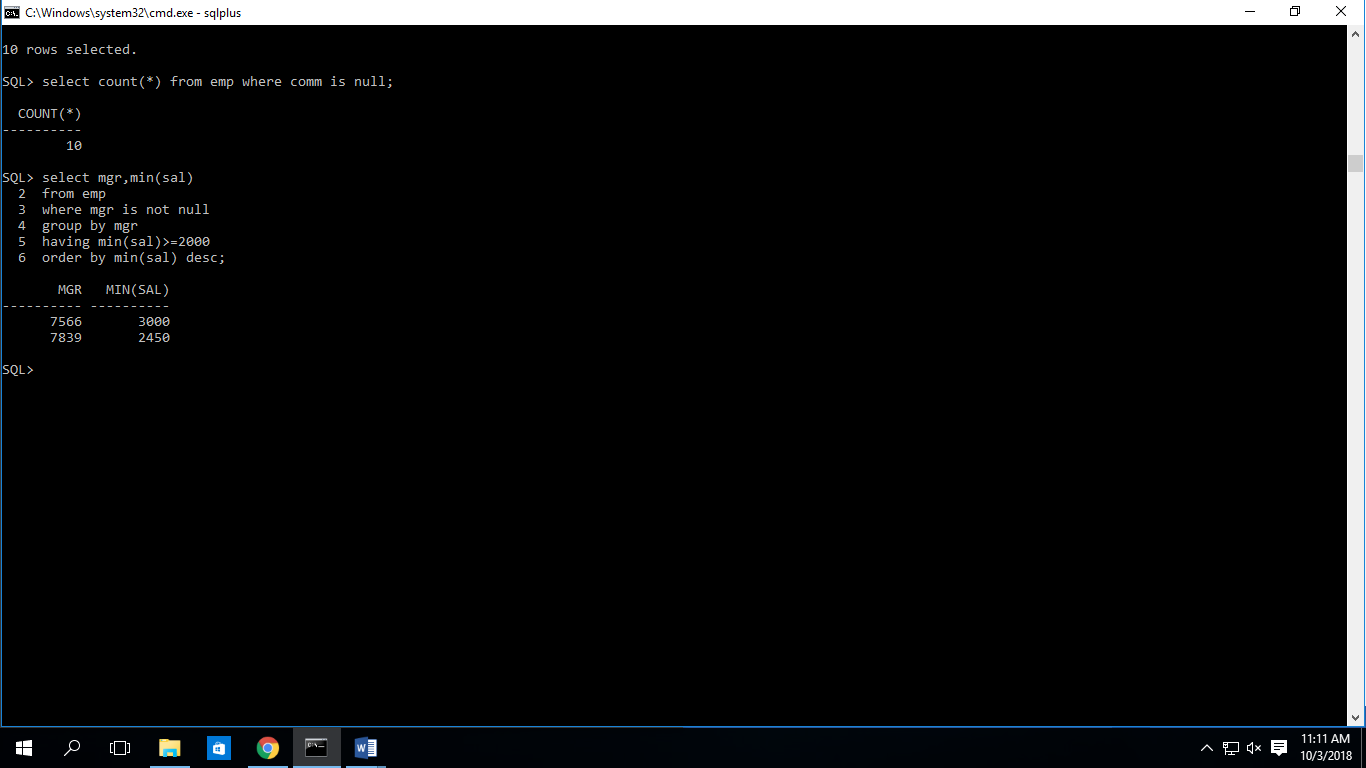 C:\Windows\system32\cmd.exe - sqlplus
10 rows selected.
SQL> select count(*) from emp where comm is null;
COUNT(*)
----------
10
SQL> select mgr,min(sal)
2 from emp
3 where mgr is not null
4 group by mgr
5 having min(sal)>=2000
6 order by min(sal) desc;
MGR MIN(SAL)
---------- ----------
7566 3000
7839 2450
SQL>
11:11 AM
10/3/2018